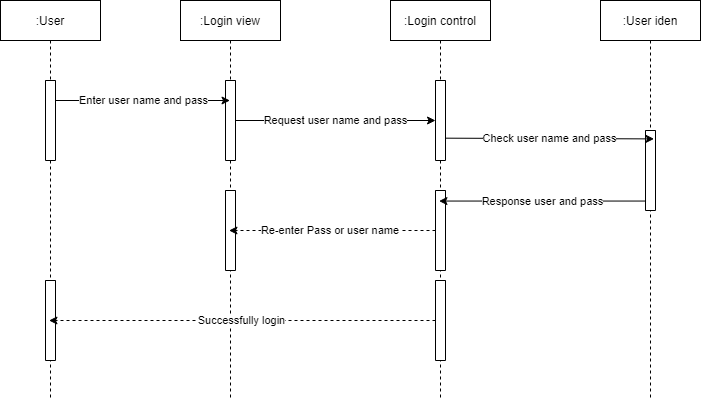 :User
:Login view
:Login control
:User iden
Enter user name and pass
Request user name and pass
Check user name and pass
Response user and pass
Re-enter Pass or user name
Successfully login